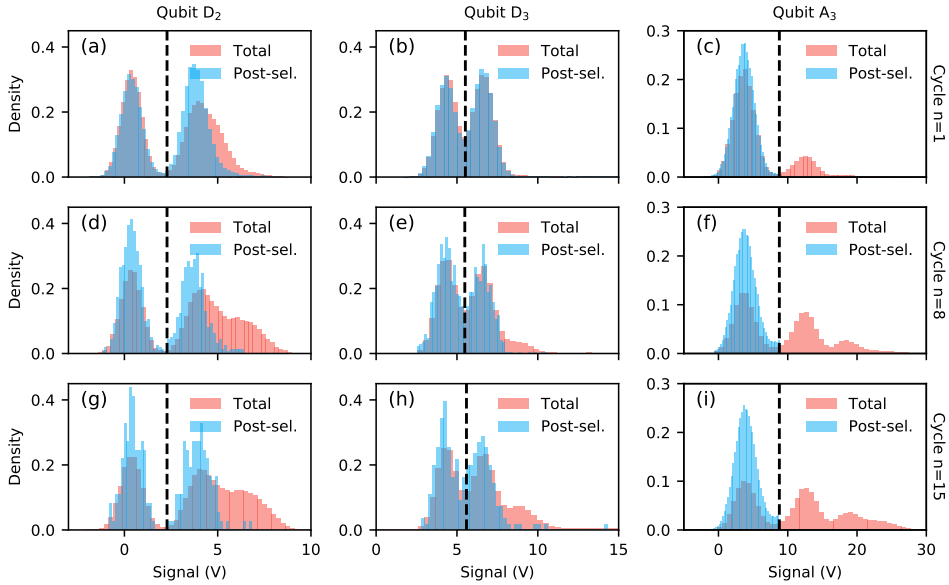 Qubit D2
Qubit D3
Qubit A3
(a)
Total
Post-sel.
0.4
0.2
0.0
Density
(b)
Total
Post-sel.
0.4
0.2
0.0
(c)
Total
Post-sel.
0.3
0.2
0.1
0.0
Cycle n=1
(d)
Total
Post-sel.
0.4
0.2
0.0
Density
(e)
Total
Post-sel.
0.4
0.2
0.0
(f)
Total
Post-sel.
0.3
0.2
0.1
0.0
Cycle n=8
(g)
Total
Post-sel.
0.4
0.2
0.0
Density
0 5 10
Signal (V)
(h)
Total
Post-sel.
0.4
0.2
0.0
0 5 10 15
Signal (V)
(i)
Total
Post-sel.
0.3
0.2
0.1
0.0
0 10 20 30
Signal (V)
Cycle n=15